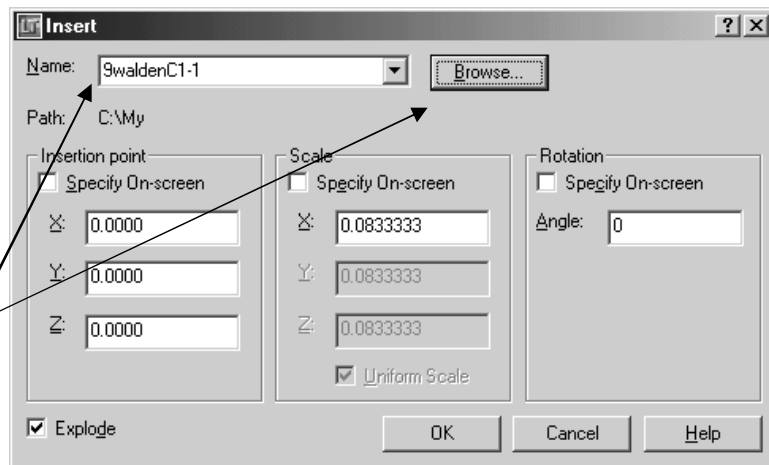 LT Insert ? X
Name: 9waldenC1-1 Browse...
Path: C:\My
Insertion point Scale Rotation
Specify On-screen Specify On-screen Specify On-screen
X: 0.0000 X: 0.0833333 Angle: 0
Y: 0.0000 Y: 0.0833333
Z: 0.0000 Z: 0.0833333
Uniform Scale
Explode OK Cancel Help